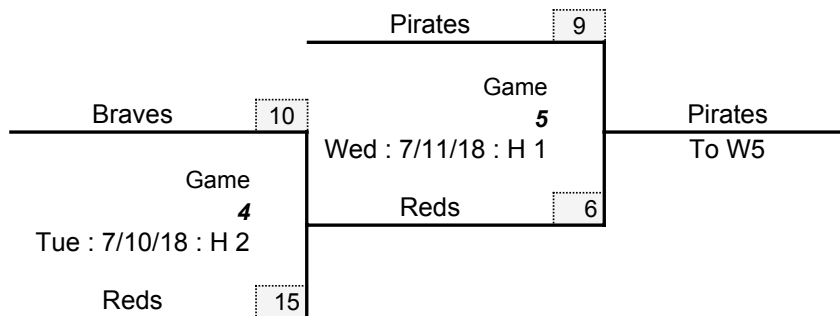 Pirates 9
Game
Braves 10 5 Pirates
Wed : 7/11/18 : H 1 To W5
Game
4 Reds 6
Tue : 7/10/18 : H 2
Reds 15